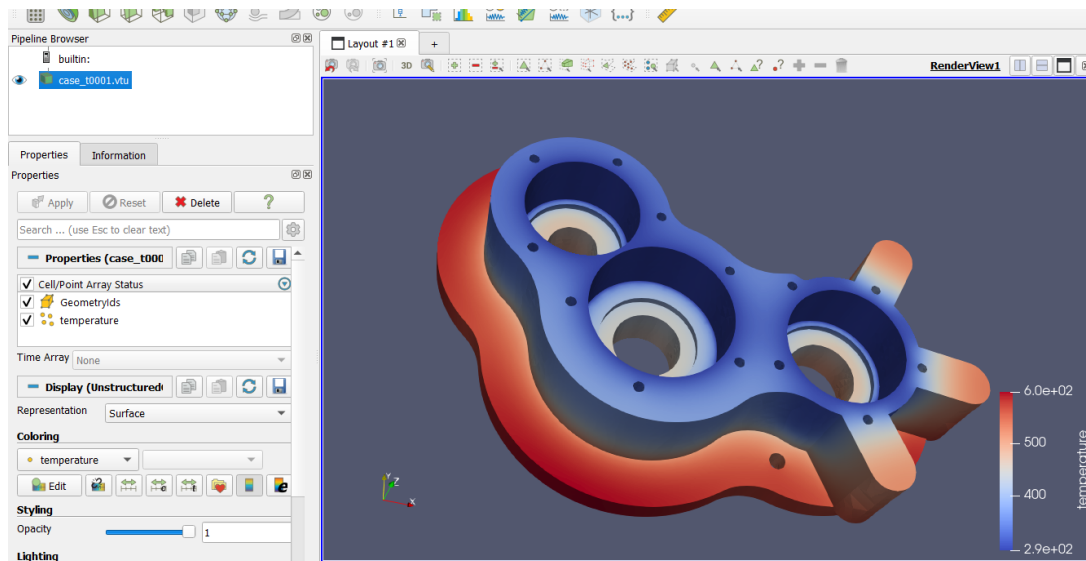 {...}
Pipeline Browser
Layout #1
+
builtin:
case_t0001.vtu
3D
RenderView1
Properties
Information
Properties
Apply
Reset
Delete
?
Search ... (use Esc to clear text)
Properties (case_t000
Cell/Point Array Status
GeometryIds
temperature
Time Array
None
Display (Unstructured
Representation
Surface
Coloring
temperature
Edit
Styling
Opacity
1
Lighting
Y
Z
X
6.0e+02
500
400
2.9e+02
temperature